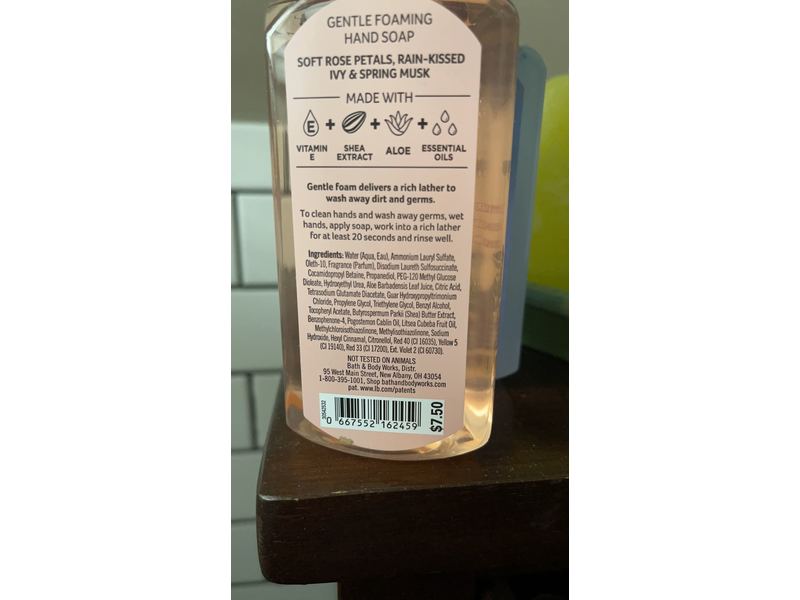 GENTLE FOAMING
HAND SOAP
SOFT ROSE PETALS, RAIN-KISSED
IVY & SPRING MUSK
MADE WITH
E + + +
VITAMIN E SHEA EXTRACT ALOE ESSENTIAL OILS
Gentle foam delivers a rich lather to
wash away dirt and germs.
To clean hands and wash away germs, wet
hands, apply soap, work into a rich lather
for at least 20 seconds and rinse well.
Ingredients: Water (Aqua, Eau), Ammonium Lauryl Sulfate,
Oleth-10, Fragrance (Parfum), Disodium Laureth Sulfosuccinate,
Cocamidopropyl Betaine, Propanediol, PEG-120 Methyl Glucose
Dioleate, Hydroxyethyl Urea, Aloe Barbadensis Leaf Juice, Citric Acid,
Tetrasodium Glutamate Diacetate, Guar Hydroxypropyltrimonium
Chloride, Propylene Glycol, Triethylene Glycol, Benzyl Alcohol,
Tocopheryl Acetate, Butyrospermum Parkii (Shea) Butter Extract,
Benzophenone-4, Pogostemon Cablin Oil, Litsea Cubeba Fruit Oil,
Methylchloroisothiazolinone, Methylisothiazolinone, Sodium
Hydroxide, Hexyl Cinnamal, Citronellol, Red 40 (CI 16035), Yellow 5
(CI 19140), Red 33 (CI 17200), Ext. Violet 2 (CI 60730).
NOT TESTED ON ANIMALS
Bath & Body Works, Distr.
95 West Main Street, New Albany, OH 43054
1-800-395-1001, Shop bathandbodyworks.com
pat. www.lb.com/patents
0 667552 162459
$7.50